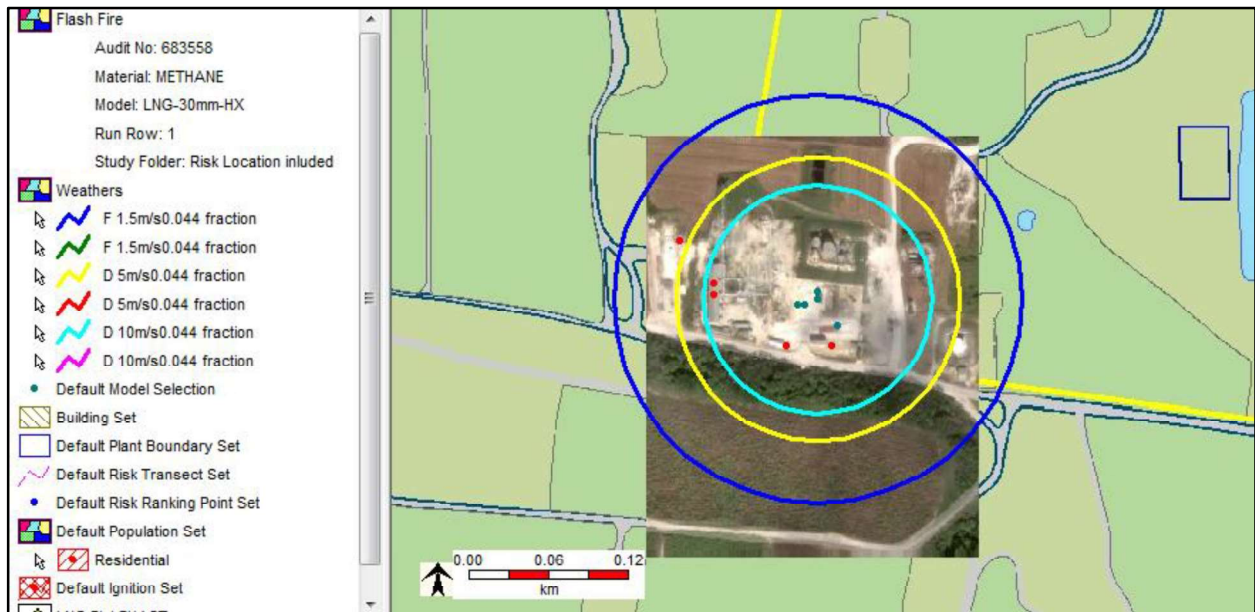 Flash Fire
Audit No: 683558
Material: METHANE
Model: LNG-30mm-HX
Run Row: 1
Study Folder: Risk Location inluded
Weathers
F 1.5m/s0.044 fraction
F 1.5m/s0.044 fraction
D 5m/s0.044 fraction
D 5m/s0.044 fraction
D 10m/s0.044 fraction
D 10m/s0.044 fraction
Default Model Selection
Building Set
Default Plant Boundary Set
Default Risk Transect Set
Default Risk Ranking Point Set
Default Population Set
Residential
Default Ignition Set
0.00 0.06 0.12
km